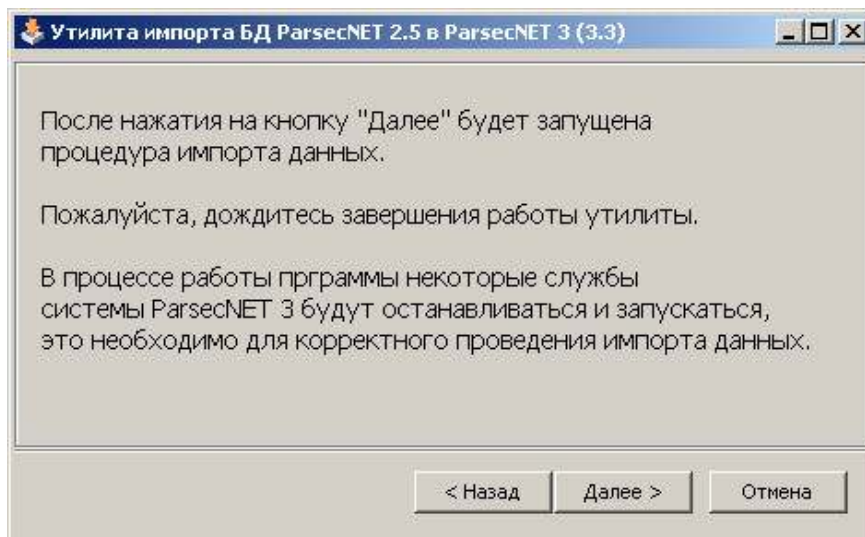 Утилита импорта БД ParsecNET 2.5 в ParsecNET 3 (3.3)
После нажатия на кнопку "Далее" будет запущена
процедура импорта данных.
Пожалуйста, дождитесь завершения работы утилиты.
В процессе работы прграммы некоторые службы
системы ParsecNET 3 будут останавливаться и запускаться,
это необходимо для корректного проведения импорта данных.
< Назад
Далее >
Отмена